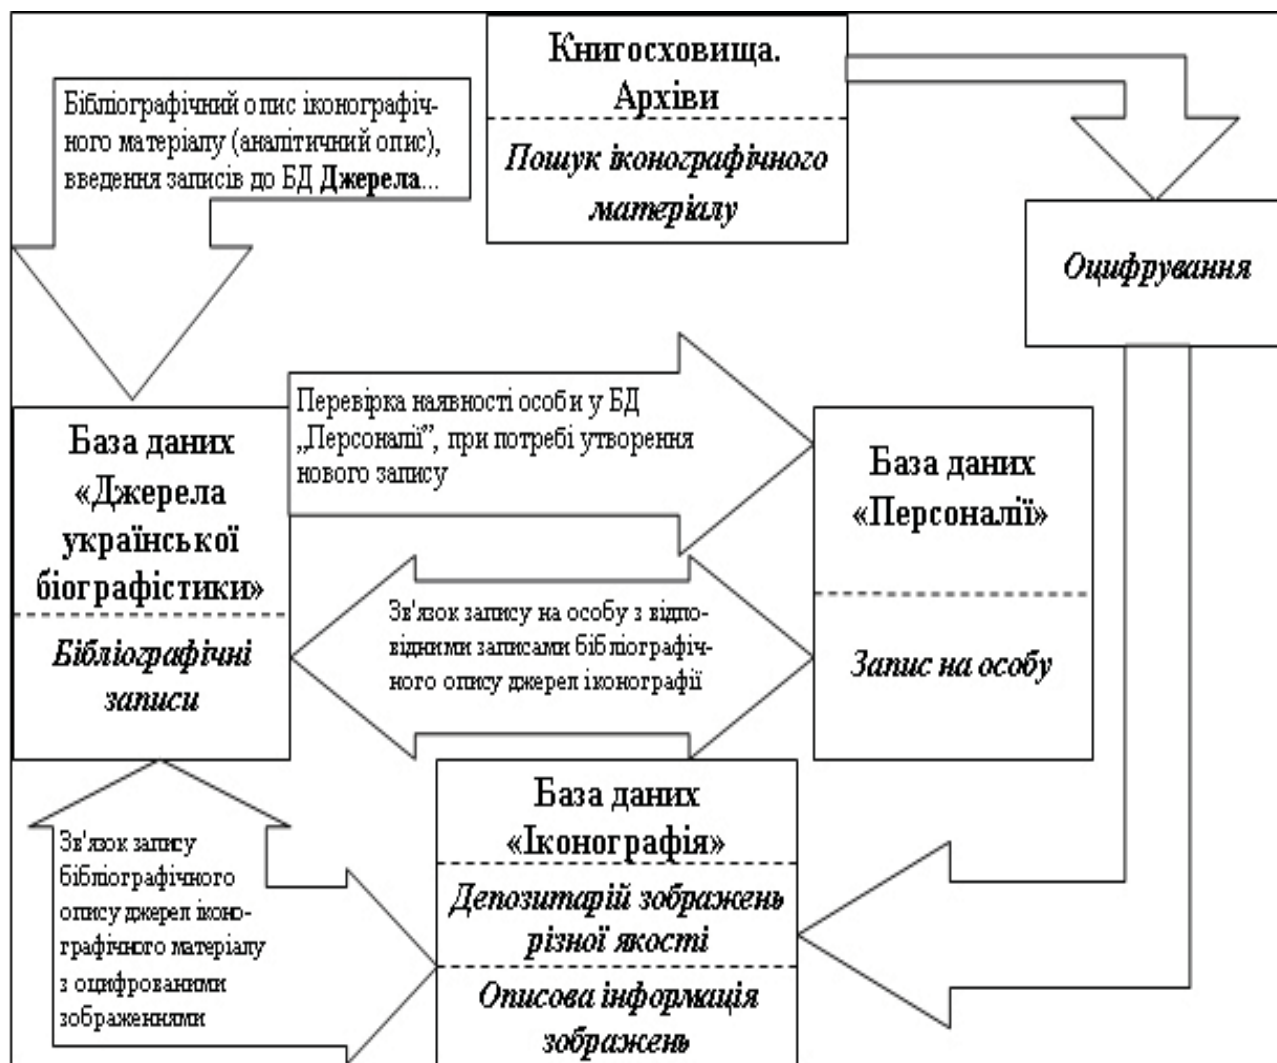 Книгосховища.
Архіви
Пошук іконографічного
матеріалу
Бібліографічний опис іконографіч-
ного матеріалу (аналітичний опис),
введення записів до БД Джерела...
Оцифрування
База даних
«Джерела
української
біографістики»
Бібліографічні
записи
Перевірка наявності особи у БД
„Персоналії”, при потребі утворення
нового запису
База даних
«Персоналії»
Запис на особу
Зв'язок запису на особу з відпо-
відними записами бібліографіч-
ного опису джерел іконографії
Зв'язок запису
бібліографічного
опису джерел іконо-
графічного матеріалу
з оцифрованими
зображеннями
База даних
«Іконографія»
Депозитарій зображень
різної якості
Описова інформація
зображень